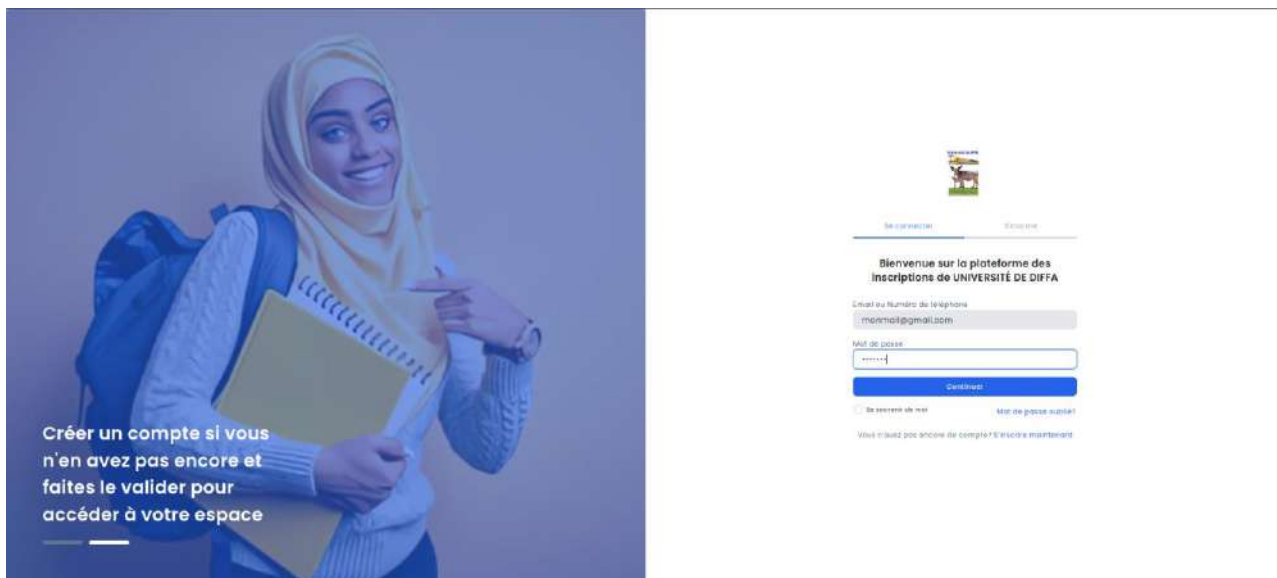 Créer un compte si vous
n'en avez pas encore et
faites le valider pour
accéder à votre espace
Se connecter
S'inscrire
Bienvenue sur la plateforme des
inscriptions de UNIVERSITÉ DE DIFFA
Email ou Numéro de téléphone
monmail@gmail.com
Mot de passe
Continuer
Se souvenir de moi
Mot de passe oublié?
Vous n'avez pas encore de compte? S'inscrire maintenant